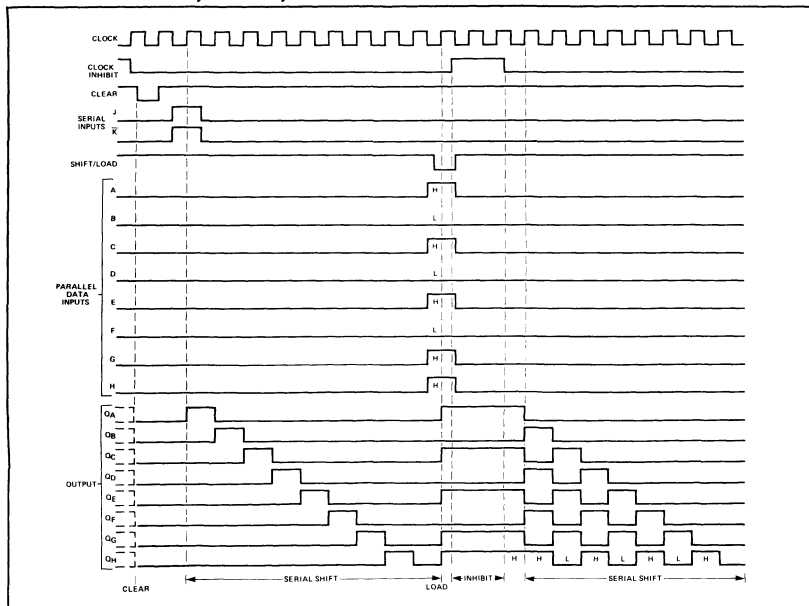 CLOCK
CLOCK
INHIBIT
CLEAR
SERIAL
INPUTS
J
K̅
SHIFT/LOAD
PARALLEL
DATA
INPUTS
A
H
B
L
C
H
D
L
E
H
F
L
G
H
H
H
OUTPUT
QA
QB
QC
QD
QE
QF
QG
QH
H H L H L H L H
CLEAR
SERIAL SHIFT
LOAD
INHIBIT
SERIAL SHIFT